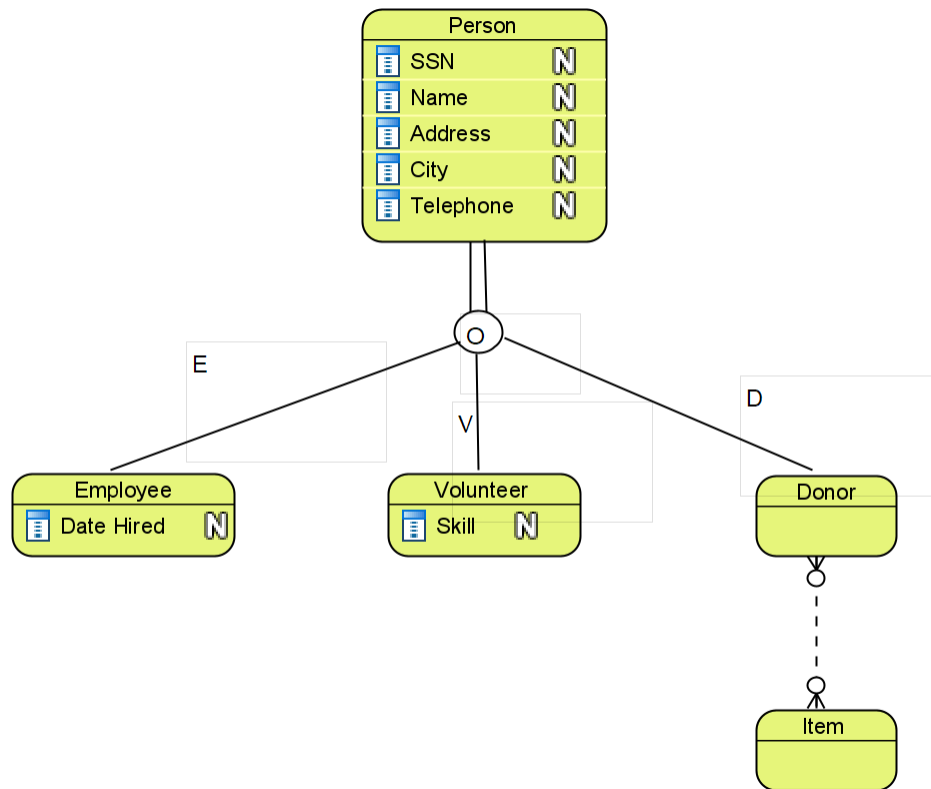 Person
SSN N
Name N
Address N
City N
Telephone N
O
E
V
D
Employee
Date Hired N
Volunteer
Skill N
Donor
Item